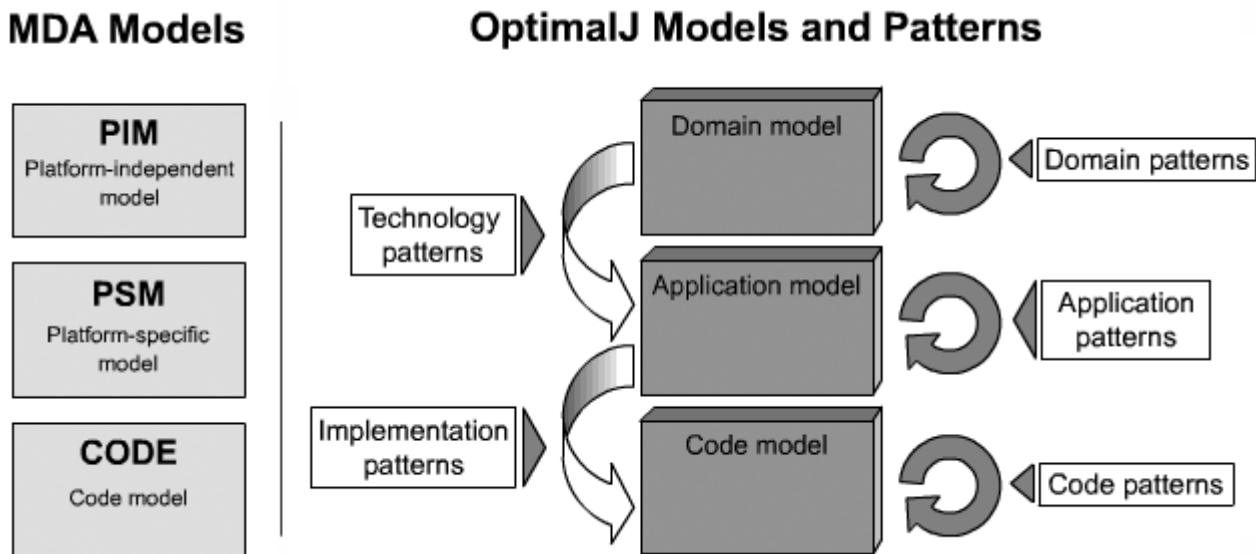 MDA Models
OptimalJ Models and Patterns
PIM
Platform-independent
model
Domain model
Domain patterns
Technology
patterns
PSM
Platform-specific
model
Application model
Application
patterns
Implementation
patterns
CODE
Code model
Code model
Code patterns